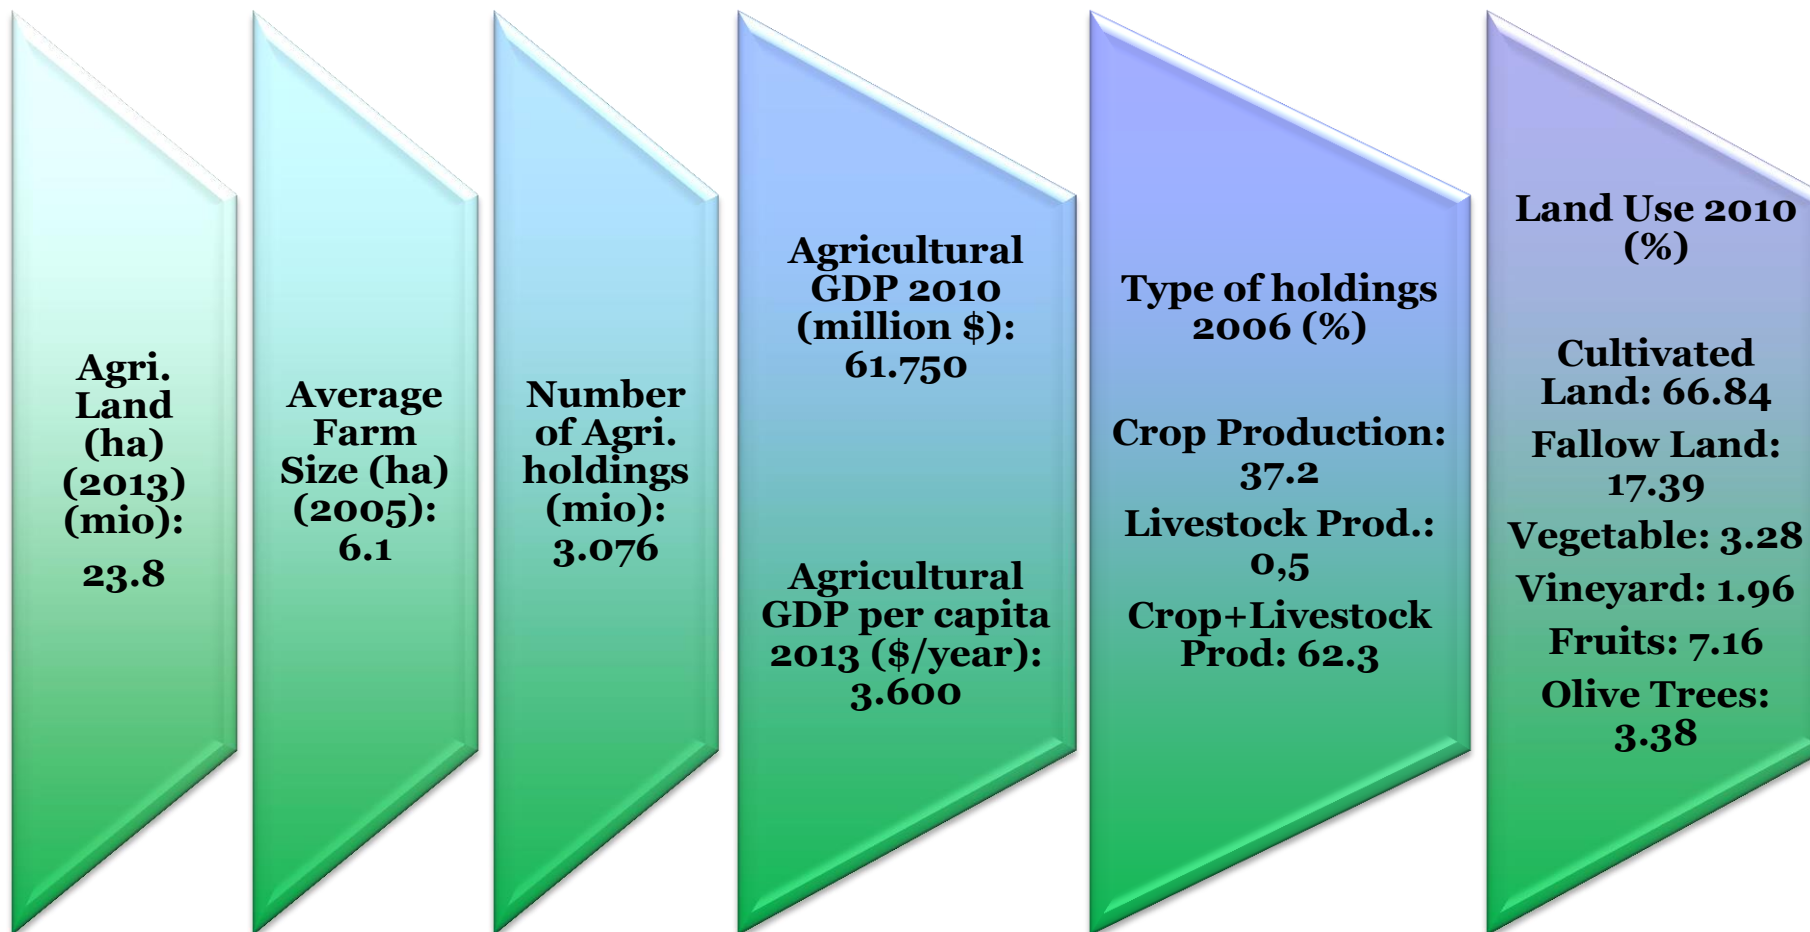 Agri.
Land
(ha)
(2013)
(mio):
23.8
Average
Farm
Size (ha)
(2005):
6.1
Number
of Agri.
holdings
(mio):
3.076
Agricultural
GDP 2010
(million $):
61.750
Agricultural
GDP per capita
2013 ($/year):
3.600
Type of holdings
2006 (%)
Crop Production:
37.2
Livestock Prod.:
0,5
Crop+Livestock
Prod: 62.3
Land Use 2010
(%)
Cultivated
Land: 66.84
Fallow Land:
17.39
Vegetable: 3.28
Vineyard: 1.96
Fruits: 7.16
Olive Trees:
3.38